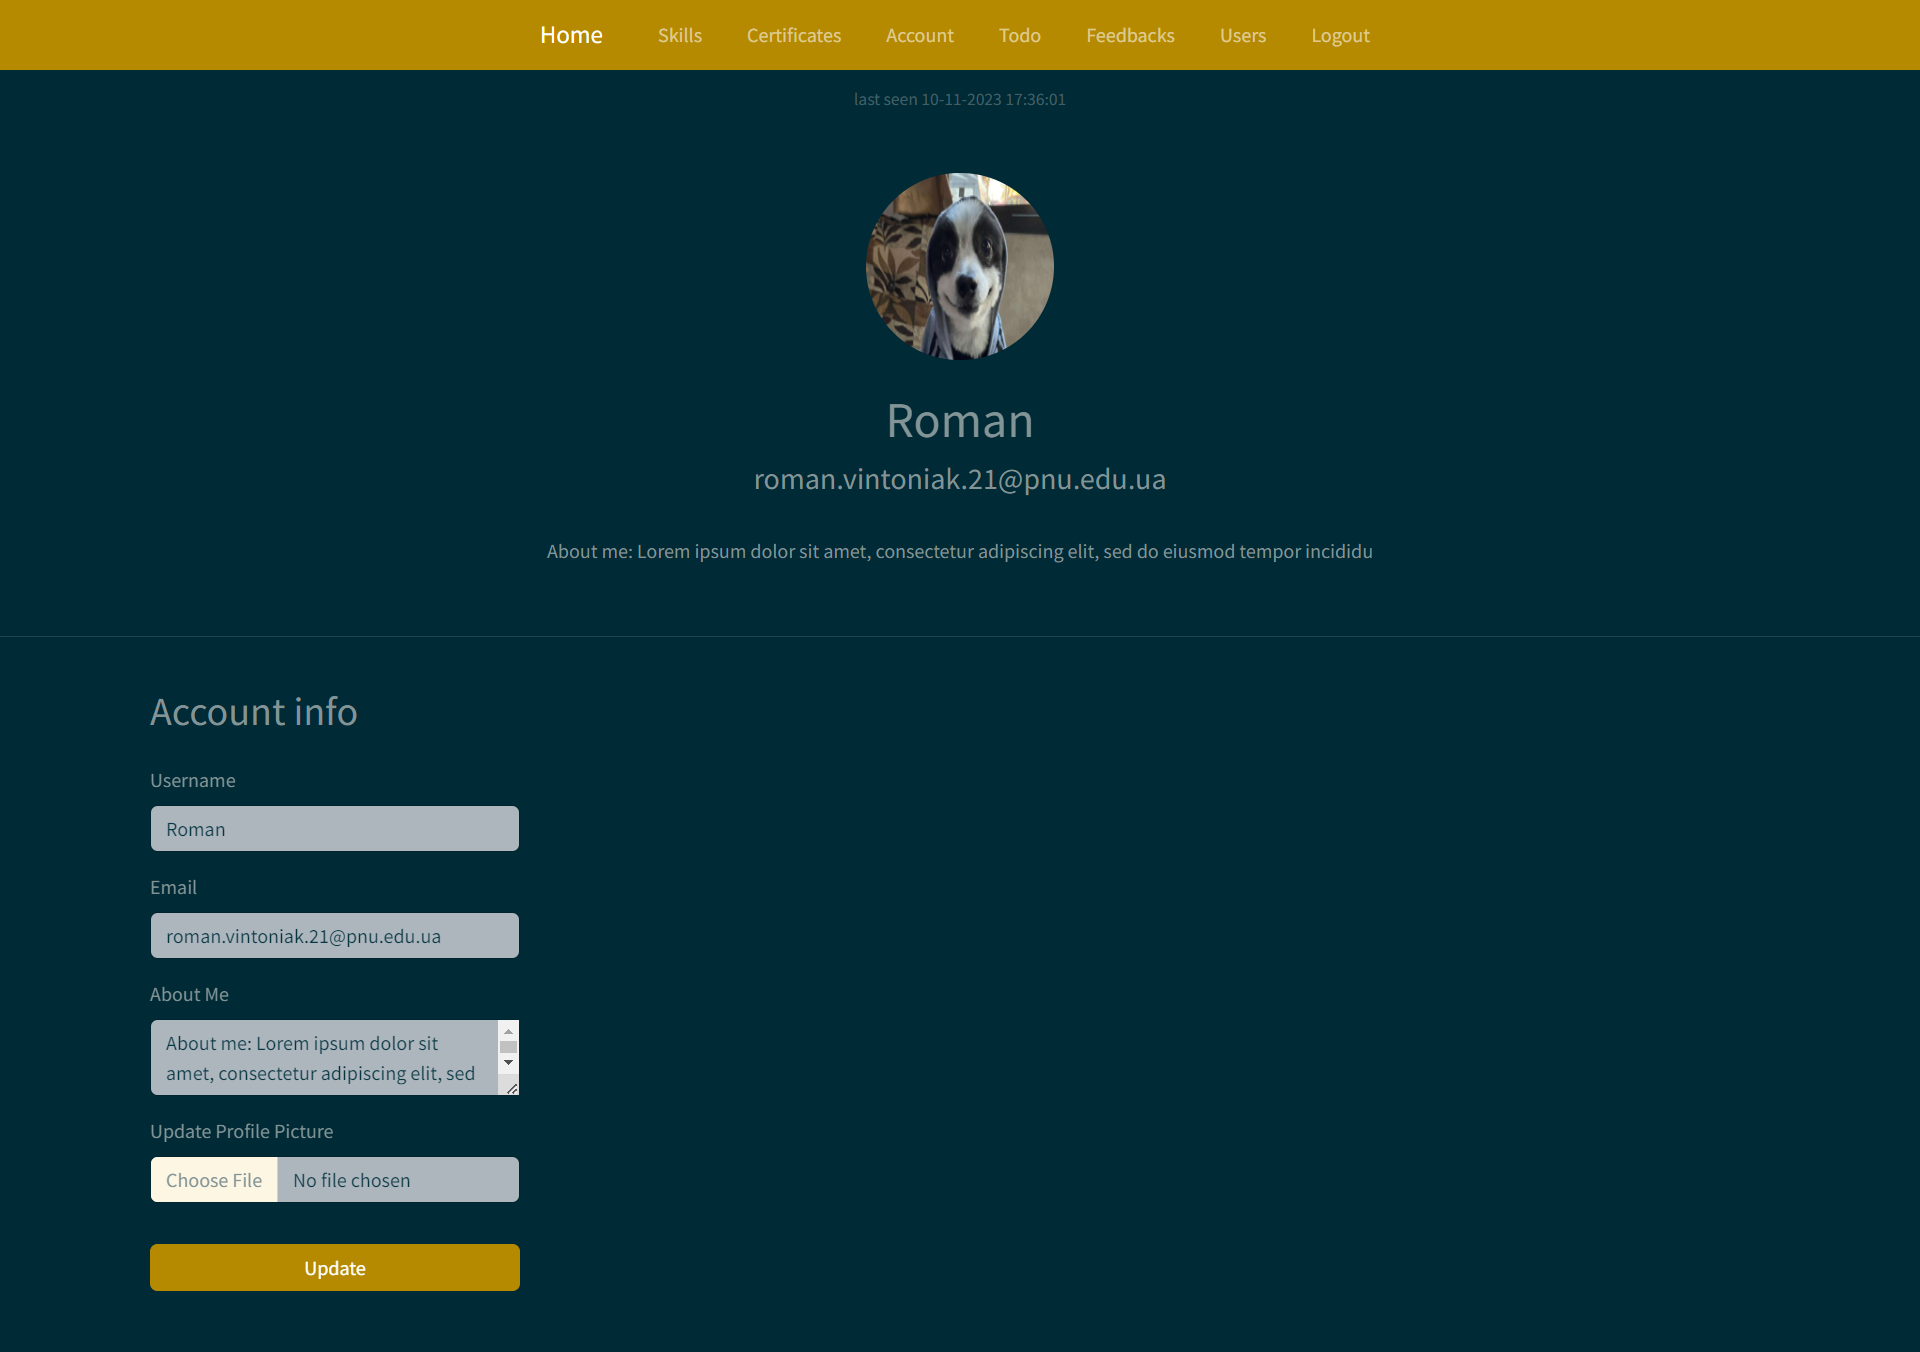 Home Skills Certificates Account Todo Feedbacks Users Logout
last seen 10-11-2023 17:36:01
Roman
roman.vintoniak.21@pnu.edu.ua
About me: Lorem ipsum dolor sit amet, consectetur adipiscing elit, sed do eiusmod tempor incididu
Account info
Username
Roman
Email
roman.vintoniak.21@pnu.edu.ua
About Me
About me: Lorem ipsum dolor sit
amet, consectetur adipiscing elit, sed
Update Profile Picture
Choose File No file chosen
Update